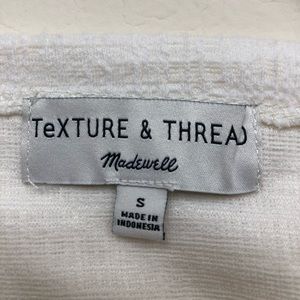 TeXTURE & THREAD
Madewell
S
MADE IN
INDONESIA